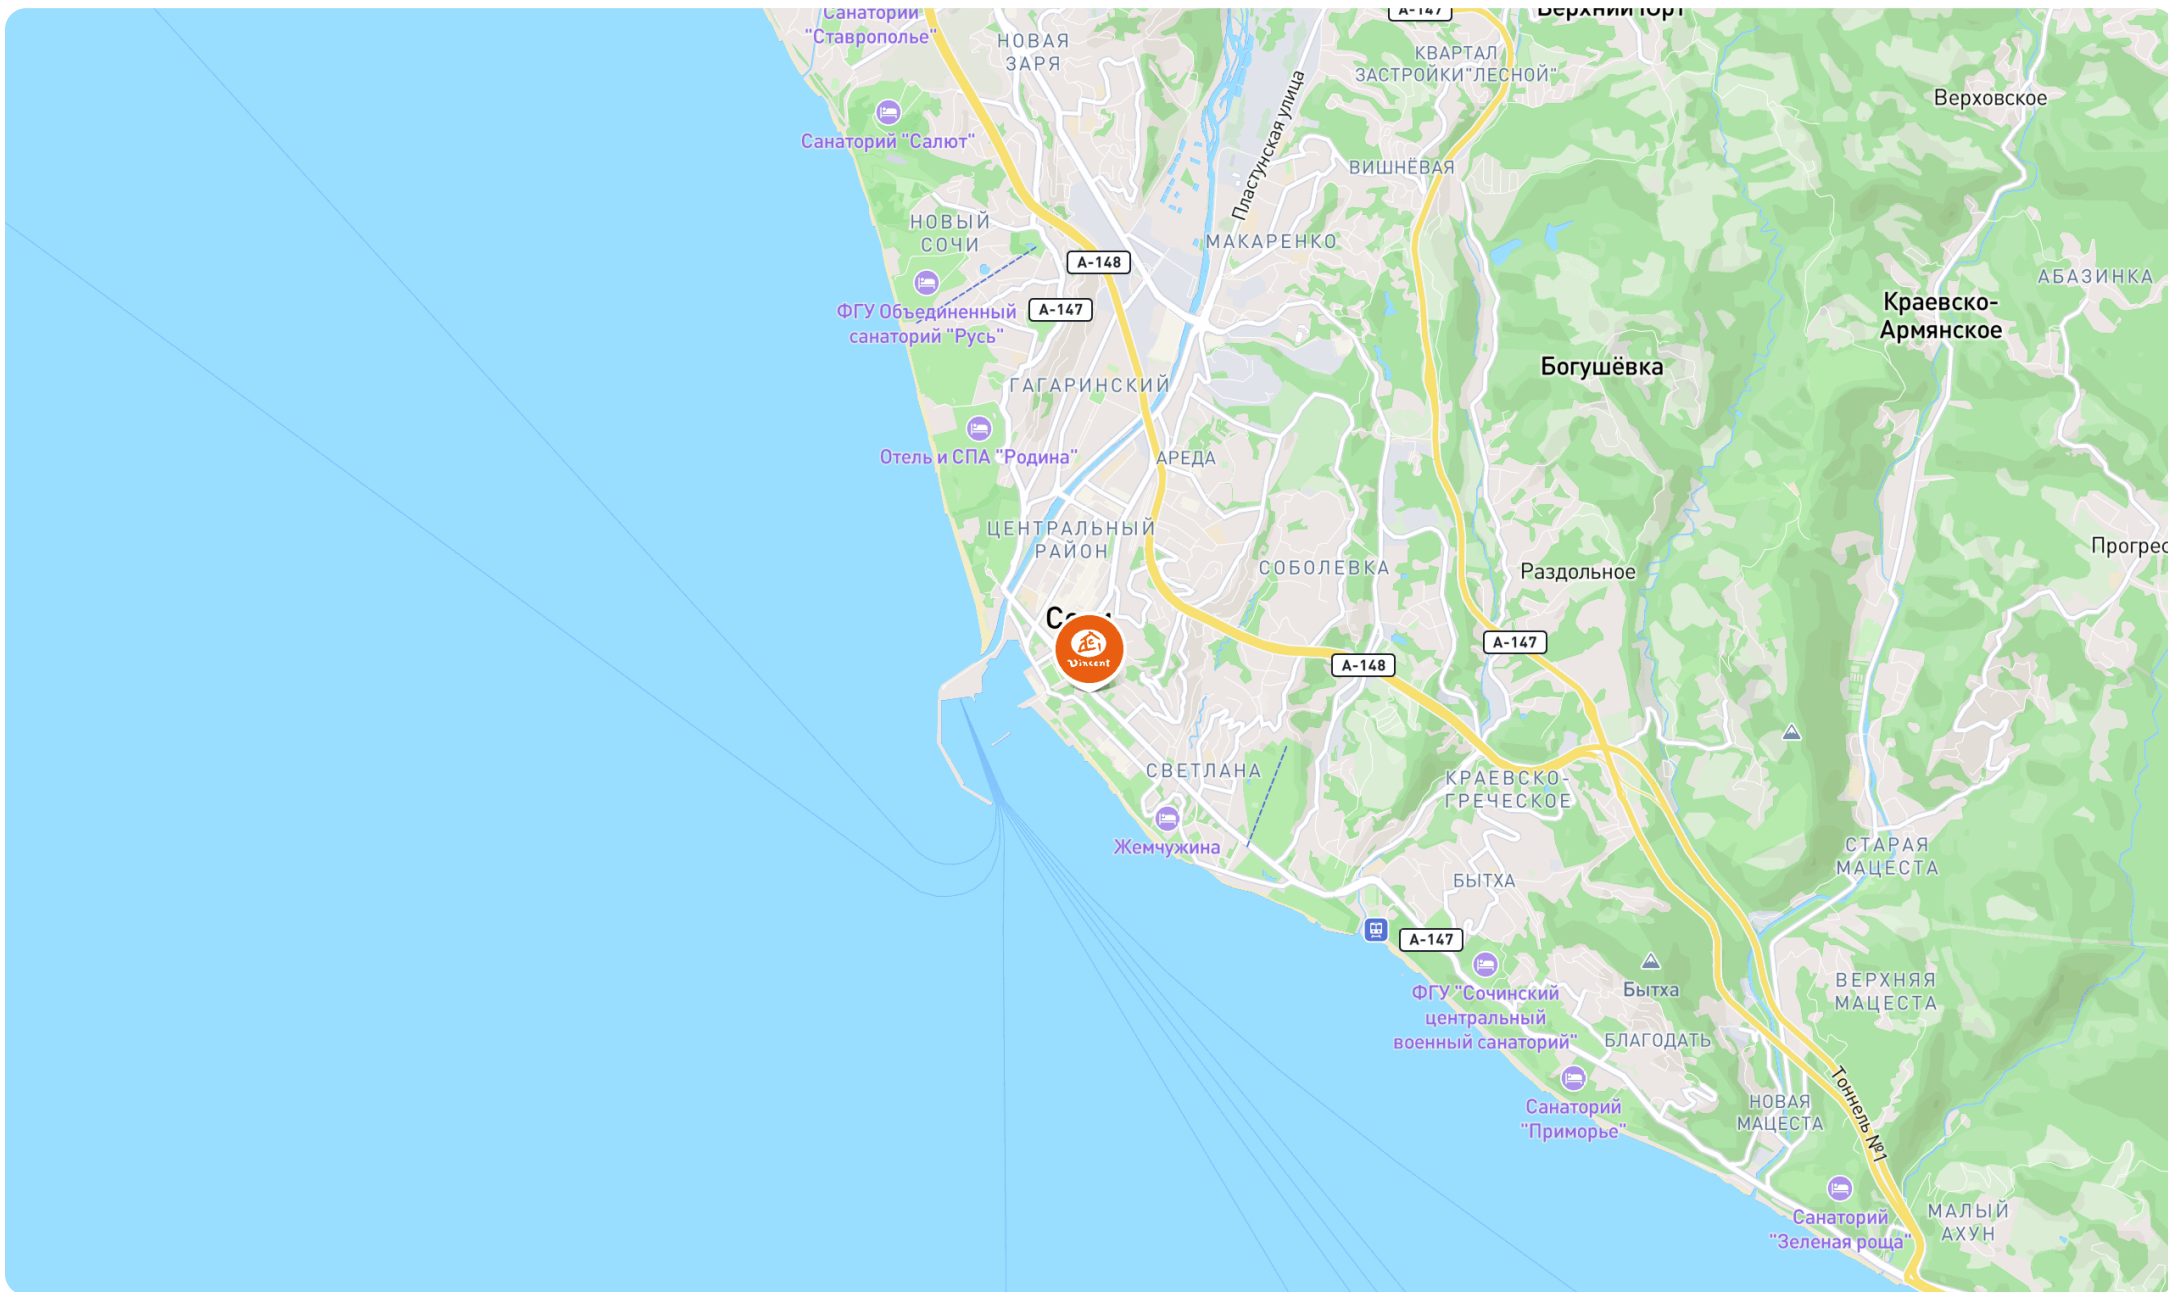 Санаторий
"Ставрополье"
НОВАЯ
ЗАРЯ
А-147
Верхний Юрт
КВАРТАЛ
ЗАСТРОЙКИ"ЛЕСНОЙ"
Верховское
Санаторий "Салют"
Пластунская улица
ВИШНЁВАЯ
НОВЫЙ
СОЧИ
МАКАРЕНКО
А-148
АБАЗИНКА
ФГУ Объединенный
санаторий "Русь"
А-147
Краевско-
Армянское
Богушёвка
ГАГАРИНСКИЙ
Отель и СПА "Родина"
АРЕДА
ЦЕНТРАЛЬНЫЙ
РАЙОН
Прогрес
СОБОЛЕВКА
Раздольное
Vincent
А-147
А-148
СВЕТЛАНА
КРАЕВСКО-
ГРЕЧЕСКОЕ
Жемчужина
СТАРАЯ
МАЦЕСТА
БЫТХА
А-147
ФГУ "Сочинский
центральный
военный санаторий"
Бытха
ВЕРХНЯЯ
МАЦЕСТА
БЛАГОДАТЬ
Санаторий
"Приморье"
НОВАЯ
МАЦЕСТА
Тоннель №1
Санаторий
"Зеленая роща"
МАЛЫЙ
АХУН